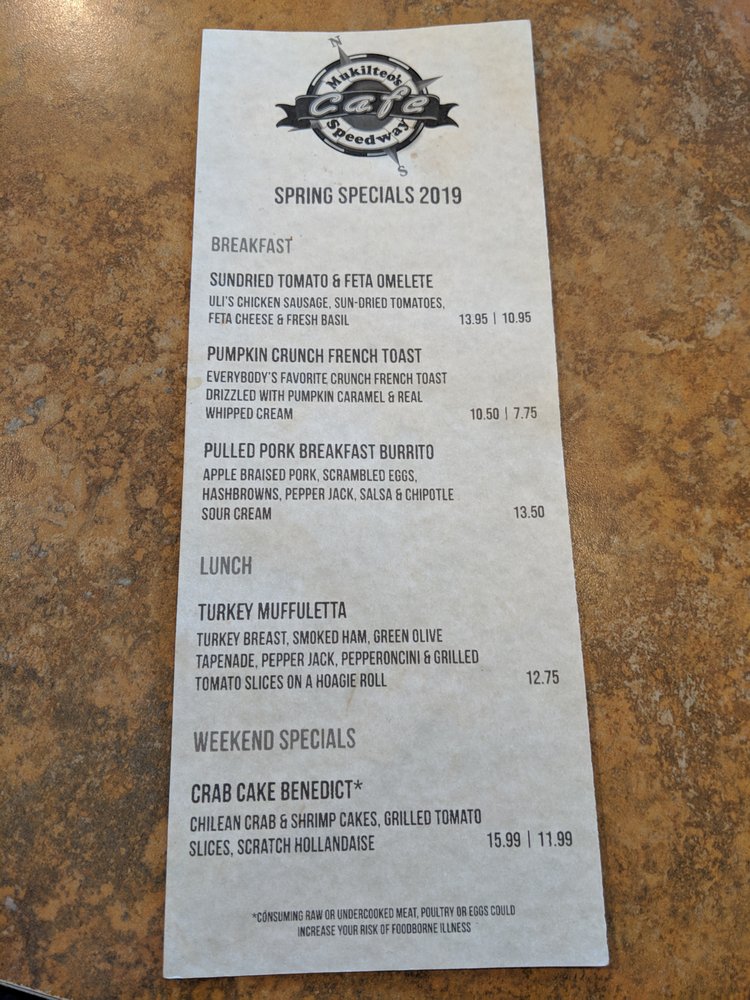 N
Mukilteo's
Cafe
Speedway
S
SPRING SPECIALS 2019
BREAKFAST
SUNDRIED TOMATO & FETA OMELETE
ULI'S CHICKEN SAUSAGE, SUN-DRIED TOMATOES,
FETA CHEESE & FRESH BASIL 13.95 | 10.95
PUMPKIN CRUNCH FRENCH TOAST
EVERYBODY'S FAVORITE CRUNCH FRENCH TOAST
DRIZZLED WITH PUMPKIN CARAMEL & REAL
WHIPPED CREAM 10.50 | 7.75
PULLED PORK BREAKFAST BURRITO
APPLE BRAISED PORK, SCRAMBLED EGGS,
HASHBROWNS, PEPPER JACK, SALSA & CHIPOTLE
SOUR CREAM 13.50
LUNCH
TURKEY MUFFULETTA
TURKEY BREAST, SMOKED HAM, GREEN OLIVE
TAPENADE, PEPPER JACK, PEPPERONCINI & GRILLED
TOMATO SLICES ON A HOAGIE ROLL 12.75
WEEKEND SPECIALS
CRAB CAKE BENEDICT*
CHILEAN CRAB & SHRIMP CAKES, GRILLED TOMATO
SLICES, SCRATCH HOLLANDAISE 15.99 | 11.99
*CONSUMING RAW OR UNDERCOOKED MEAT, POULTRY OR EGGS COULD
INCREASE YOUR RISK OF FOODBORNE ILLNESS